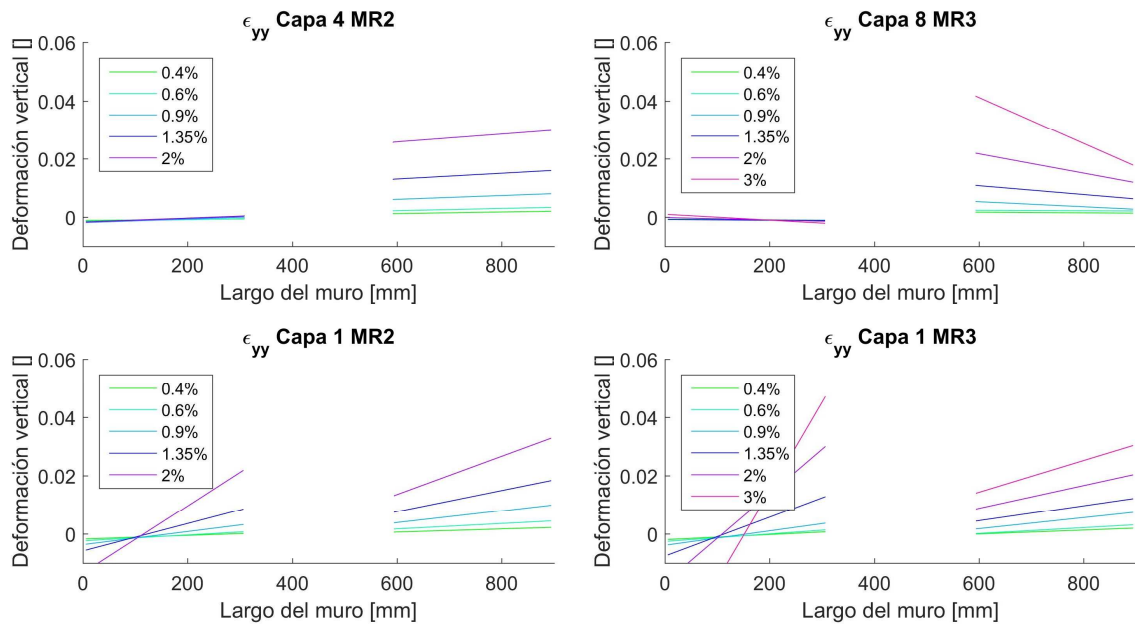 ϵyy Capa 4 MR2
0.06
0.04
0.02
0
Deformación vertical []
0.4%
0.6%
0.9%
1.35%
2%
0 200 400 600 800
Largo del muro [mm]
ϵyy Capa 8 MR3
0.06
0.04
0.02
0
Deformación vertical []
0.4%
0.6%
0.9%
1.35%
2%
3%
0 200 400 600 800
Largo del muro [mm]
ϵyy Capa 1 MR2
0.06
0.04
0.02
0
Deformación vertical []
0.4%
0.6%
0.9%
1.35%
2%
0 200 400 600 800
Largo del muro [mm]
ϵyy Capa 1 MR3
0.06
0.04
0.02
0
Deformación vertical []
0.4%
0.6%
0.9%
1.35%
2%
3%
0 200 400 600 800
Largo del muro [mm]